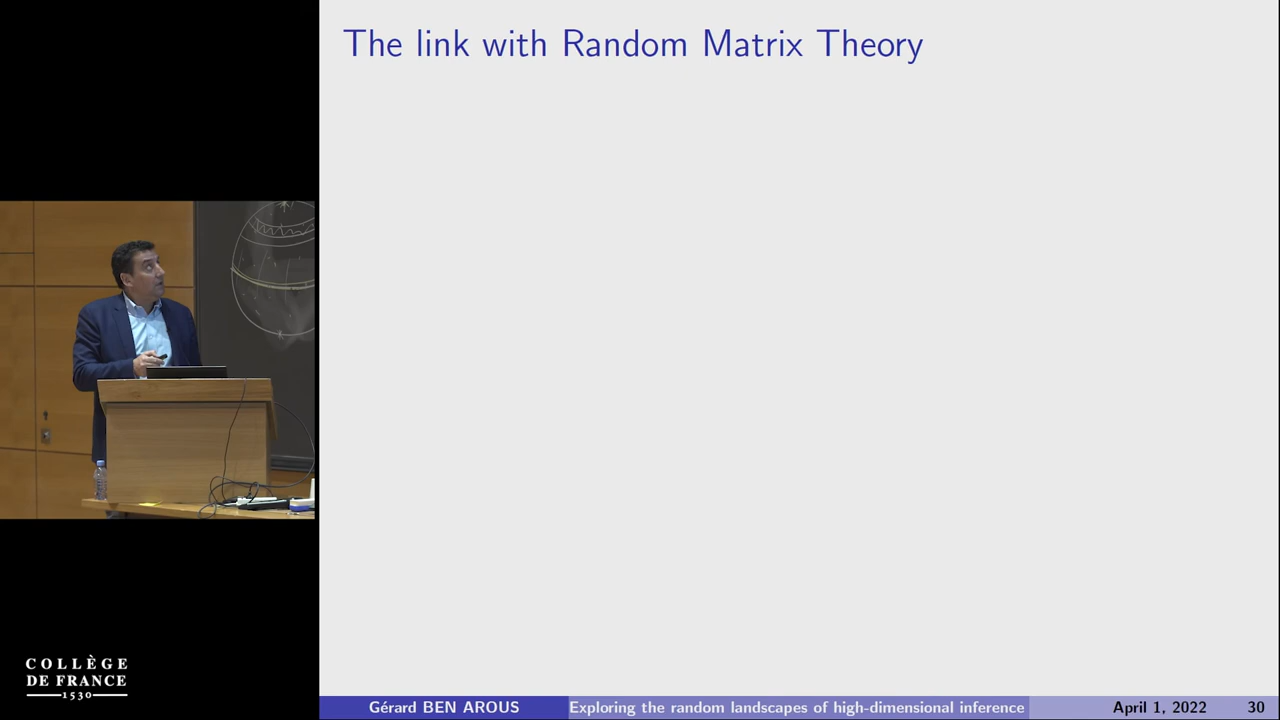 The link with Random Matrix Theory
COLLÈGE
DE FRANCE
1530
Gérard BEN AROUS Exploring the random landscapes of high-dimensional inference April 1, 2022 30